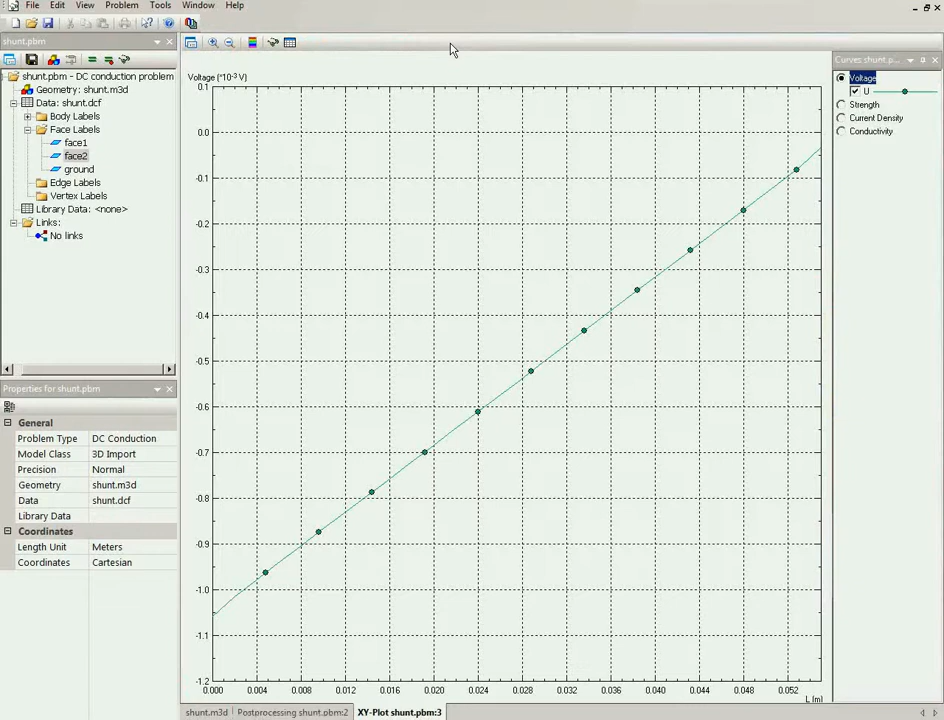 File Edit View Problem Tools Window Help
shunt.pbm
shunt.pbm - DC conduction problem
Geometry: shunt.m3d
Data: shunt.dcf
Body Labels
Face Labels
face1
face2
ground
Edge Labels
Vertex Labels
Library Data: <none>
Links:
No links
Properties for shunt.pbm
General
Problem Type DC Conduction
Model Class 3D Import
Precision Normal
Geometry shunt.m3d
Data shunt.dcf
Library Data
Coordinates
Length Unit Meters
Coordinates Cartesian
Voltage (*10-3 V)
0.1
0.0
-0.1
-0.2
-0.3
-0.4
-0.5
-0.6
-0.7
-0.8
-0.9
-1.0
-1.1
-1.2
0.000 0.004 0.008 0.012 0.016 0.020 0.024 0.028 0.032 0.036 0.040 0.044 0.048 0.052
L [m]
Curves shunt.p...
Voltage
U
Strength
Current Density
Conductivity
shunt.m3d Postprocessing shunt.pbm:2 XY-Plot shunt.pbm:3